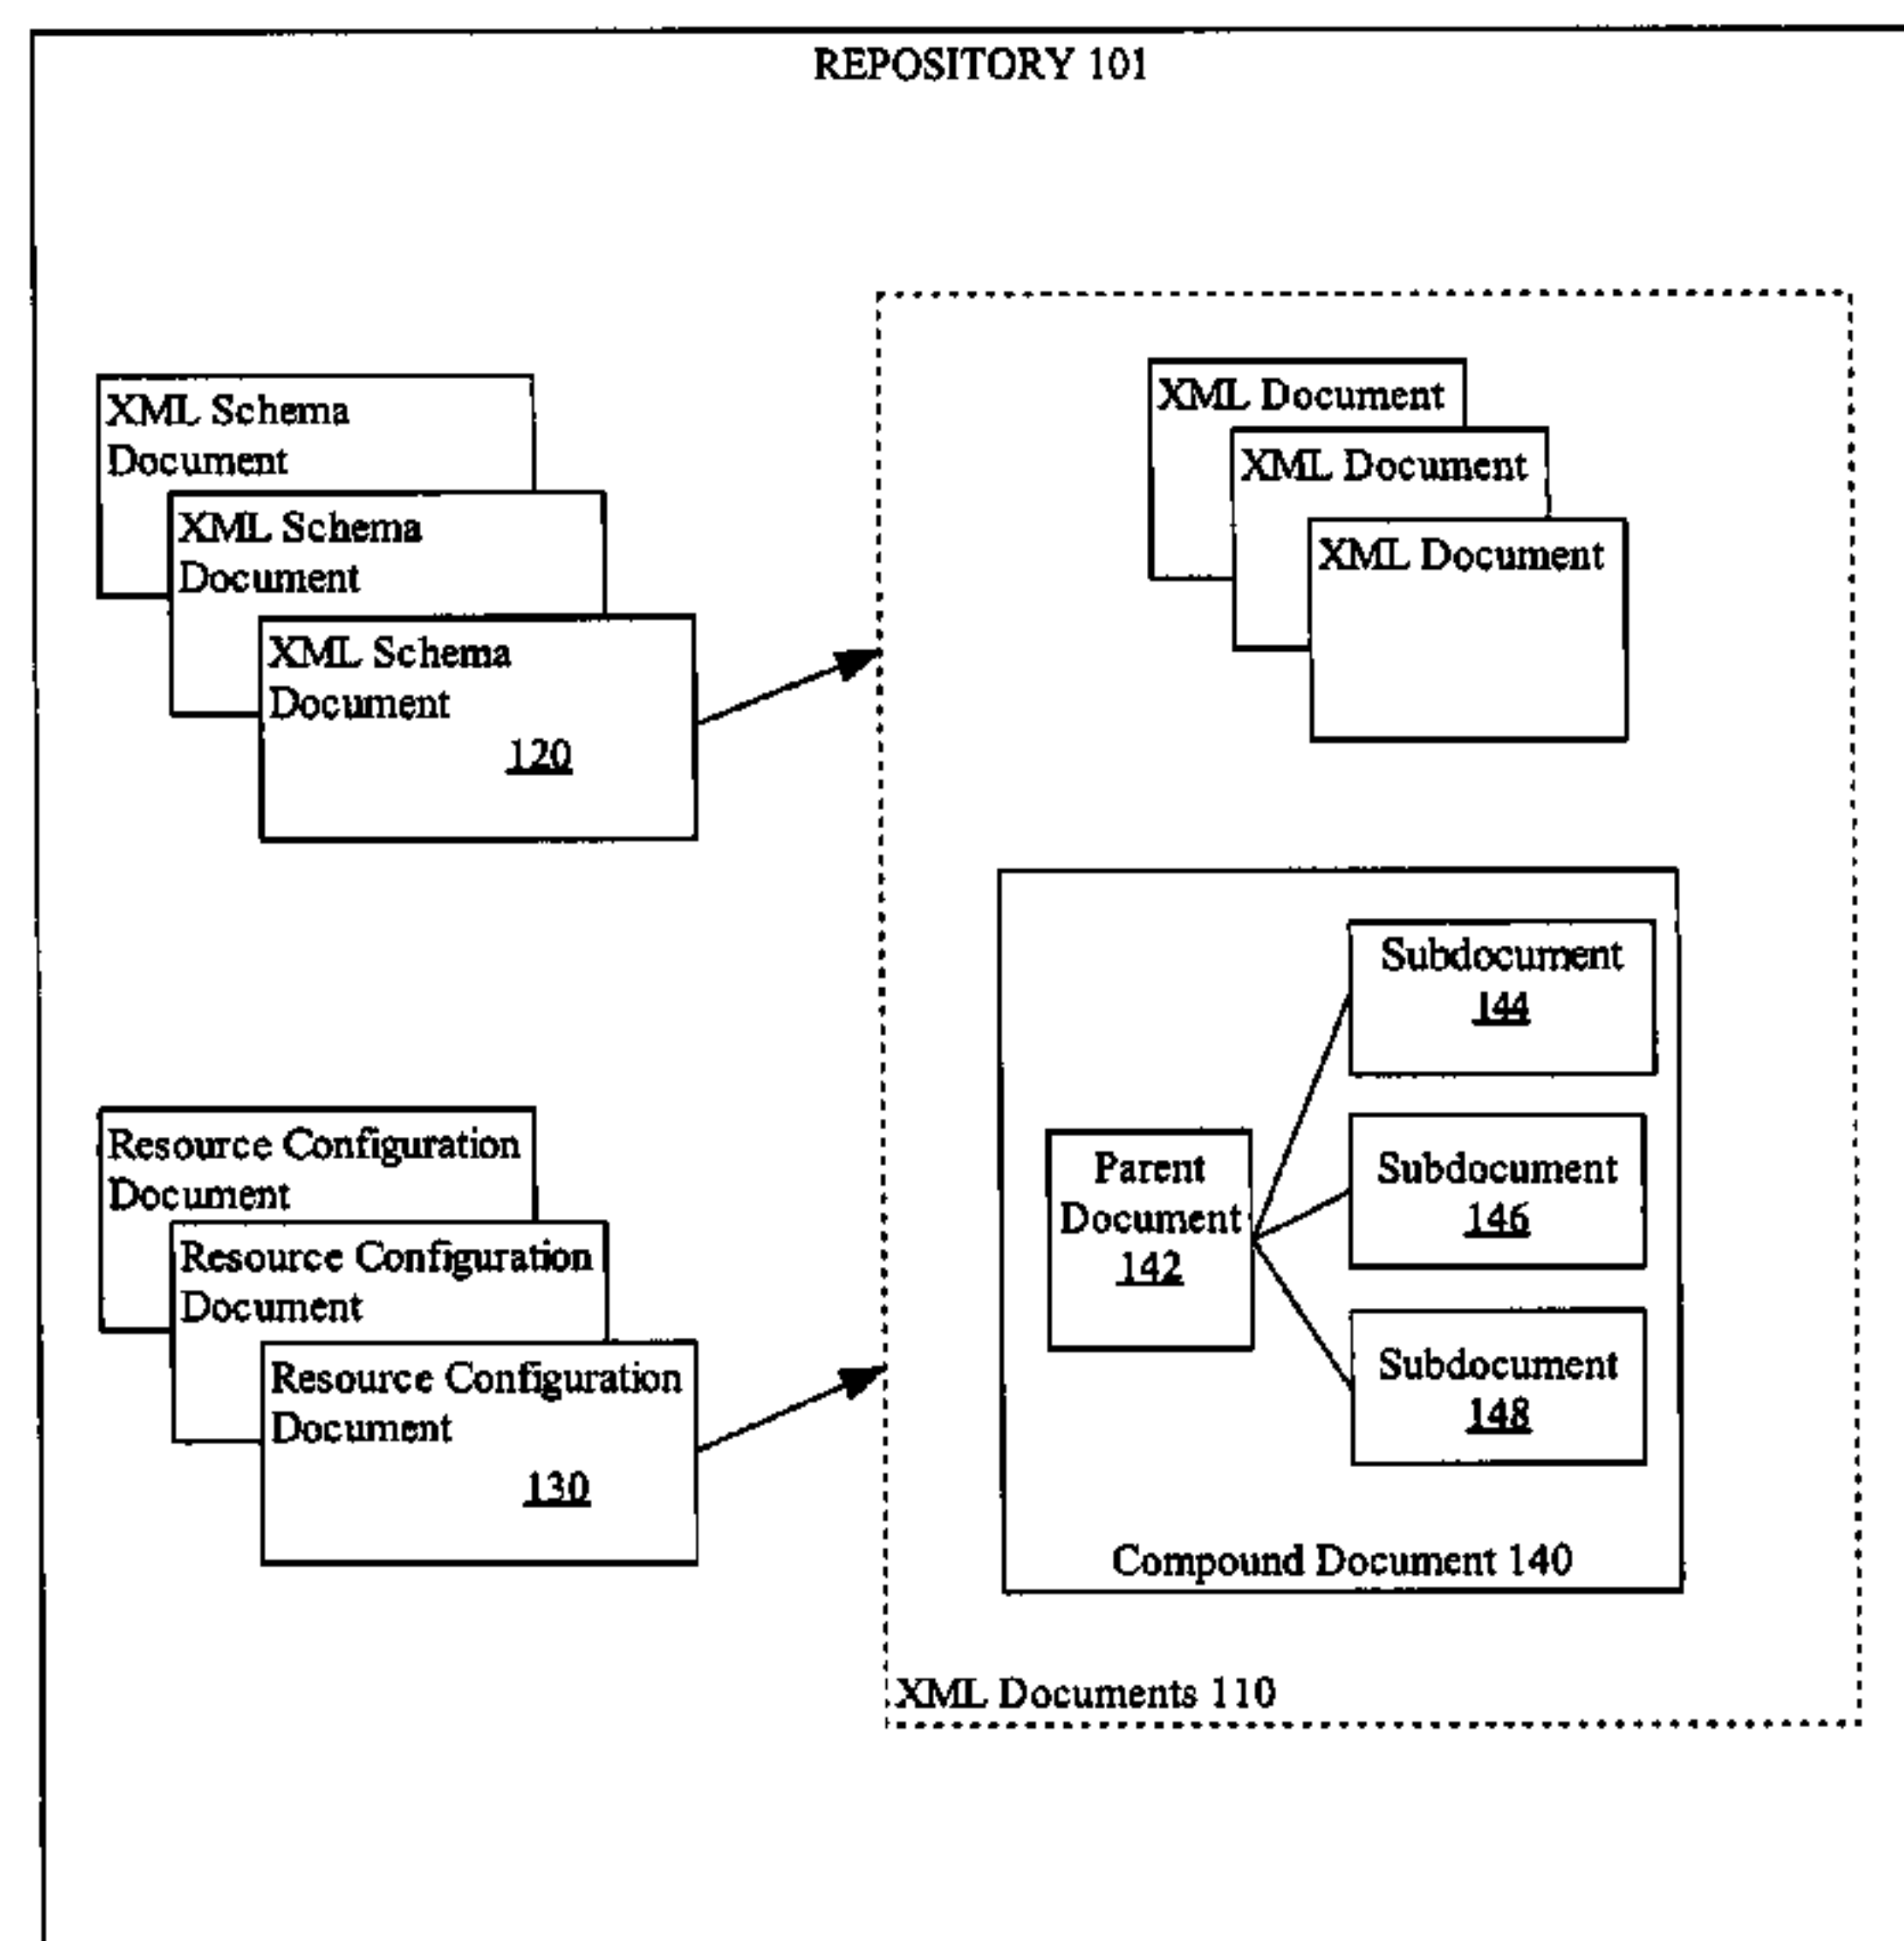 REPOSITORY 101
XML Schema
Document
XML Schema
Document
XML Schema
Document
120
Resource Configuration
Document
Resource Configuration
Document
Resource Configuration
Document
130
XML Document
XML Document
XML Document
Subdocument
144
Parent
Document
142
Subdocument
146
Subdocument
148
Compound Document 140
XML Documents 110